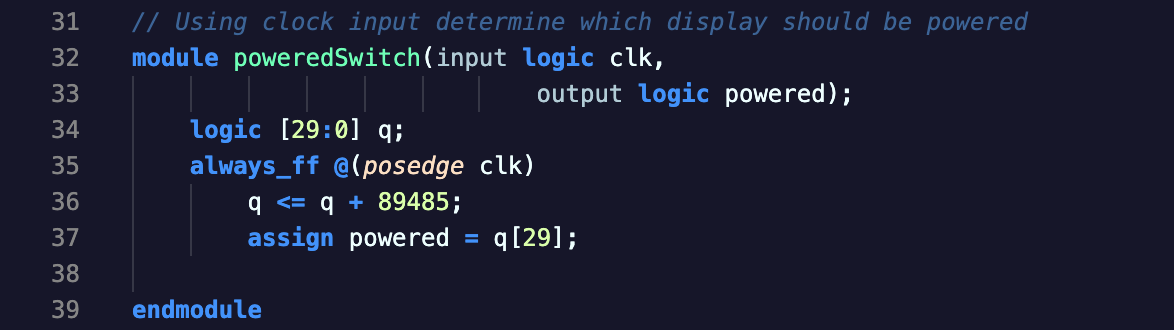 31 // Using clock input determine which display should be powered
32 module poweredSwitch(input logic clk,
33 output logic powered);
34 logic [29:0] q;
35 always_ff @(posedge clk)
36 q <= q + 89485;
37 assign powered = q[29];
38
39 endmodule